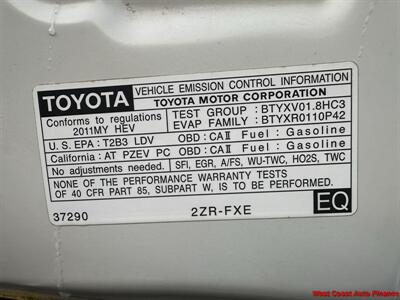 TOYOTA
VEHICLE EMISSION CONTROL INFORMATION
TOYOTA MOTOR CORPORATION
Conforms to regulations
2011MY HEV
TEST GROUP : BTYXV01.8HC3
EVAP FAMILY : BTYXR0110P42
U.S. EPA : T2B3 LDV OBD: CAⅡ Fuel: Gasoline
California: AT PZEV PC OBD: CAⅡ Fuel: Gasoline
No adjustments needed. SFI, EGR, A/FS, WU-TWC, HO2S, TWC
NONE OF THE PERFORMANCE WARRANTY TESTS
OF 40 CFR PART 85, SUBPART W, IS TO BE PERFORMED.
37290 2ZR-FXE EQ
West Coast Auto Finance